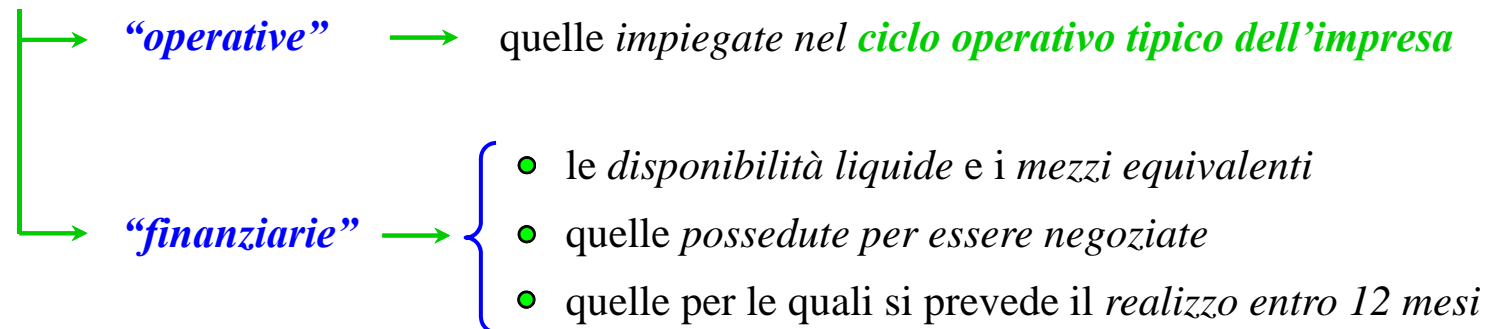 “operative” quelle impiegate nel ciclo operativo tipico dell’impresa
le disponibilità liquide e i mezzi equivalenti
“finanziarie” quelle possedute per essere negoziate
quelle per le quali si prevede il realizzo entro 12 mesi